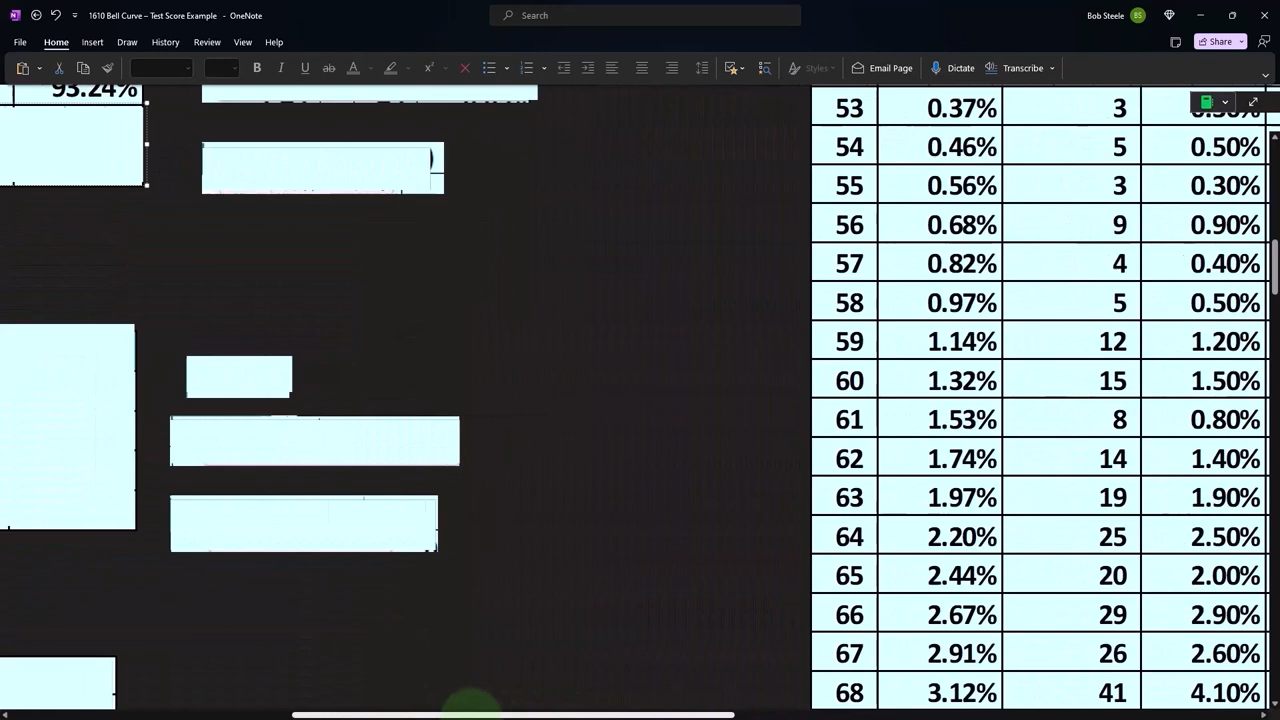 1610 Bell Curve – Test Score Example - OneNote
Search
Bob Steele
BS
File Home Insert Draw History Review View Help
Share
Styles
Email Page
Dictate
Transcribe
93.24%
53 0.37% 3
54 0.46% 5 0.50%
55 0.56% 3 0.30%
56 0.68% 9 0.90%
57 0.82% 4 0.40%
58 0.97% 5 0.50%
59 1.14% 12 1.20%
60 1.32% 15 1.50%
61 1.53% 8 0.80%
62 1.74% 14 1.40%
63 1.97% 19 1.90%
64 2.20% 25 2.50%
65 2.44% 20 2.00%
66 2.67% 29 2.90%
67 2.91% 26 2.60%
68 3.12% 41 4.10%